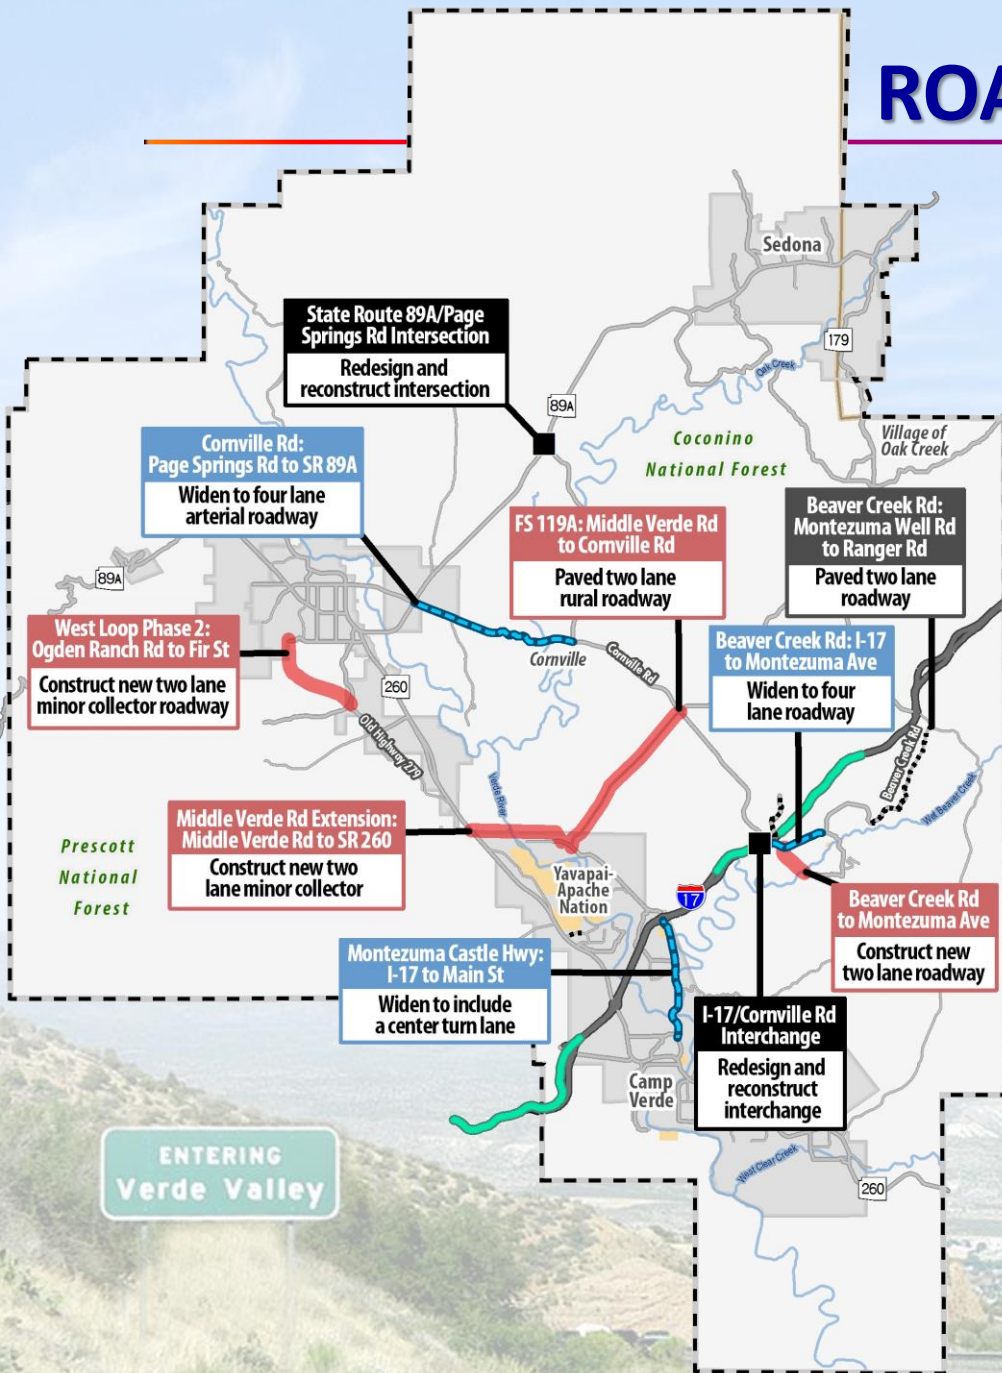 ROA
Sedona
State Route 89A/Page
Springs Rd Intersection
Redesign and
reconstruct intersection
179
Oak Creek
89A
Village of
Oak Creek
Coconino
National Forest
Cornville Rd:
Page Springs Rd to SR 89A
Widen to four lane
arterial roadway
FS 119A: Middle Verde Rd
to Cornville Rd
Paved two lane
rural roadway
Beaver Creek Rd:
Montezuma Well Rd
to Ranger Rd
Paved two lane
roadway
89A
West Loop Phase 2:
Ogden Ranch Rd to Fir St
Construct new two lane
minor collector roadway
Cornville
Cornville Rd
Beaver Creek Rd: I-17
to Montezuma Ave
Widen to four
lane roadway
260
Old Highway 279
Beaver Creek Rd
Wet Beaver Creek
Verde River
Middle Verde Rd Extension:
Middle Verde Rd to SR 260
Construct new two
lane minor collector
Prescott
National
Forest
Yavapai-
Apache
Nation
17
Beaver Creek Rd
to Montezuma Ave
Construct new
two lane roadway
Montezuma Castle Hwy:
I-17 to Main St
Widen to include
a center turn lane
I-17/Cornville Rd
Interchange
Redesign and
reconstruct
interchange
Camp
Verde
West Clear Creek
260
ENTERING
Verde Valley